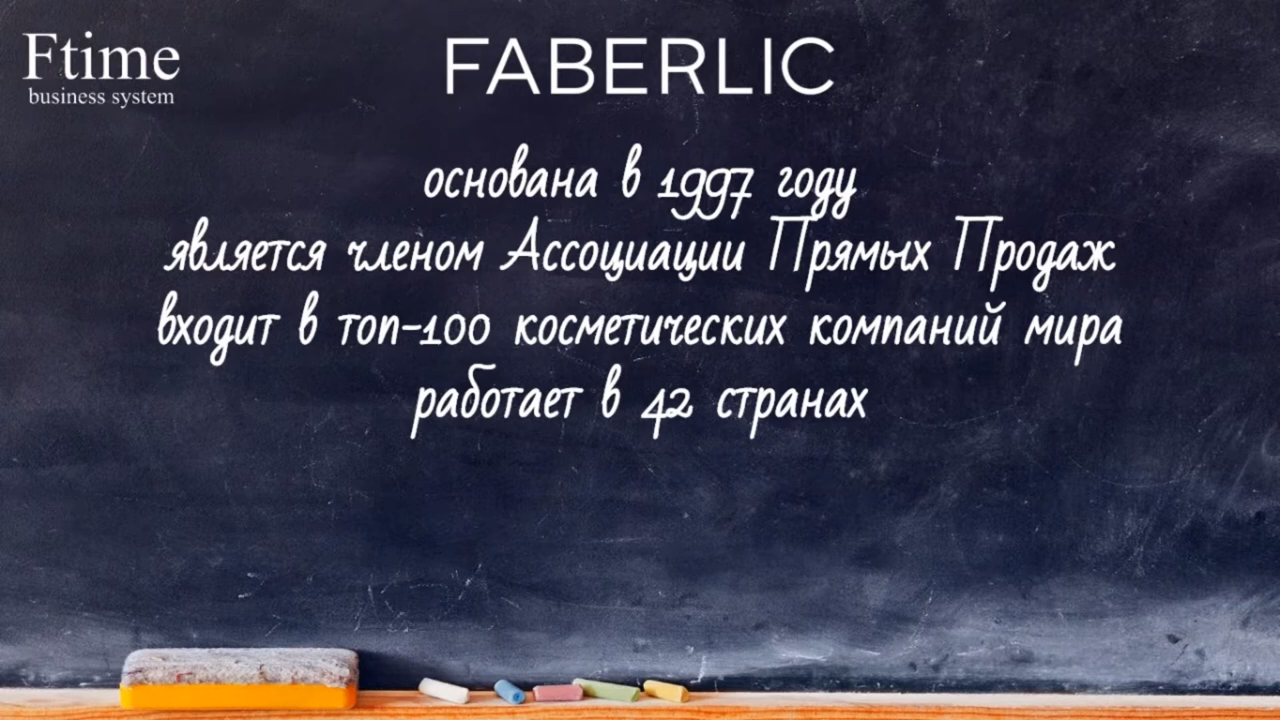 Ftime
business system
FABERLIC
основана в 1997 году
является членом Ассоциации Прямых Продаж
входит в топ-100 косметических компаний мира
работает в 42 странах